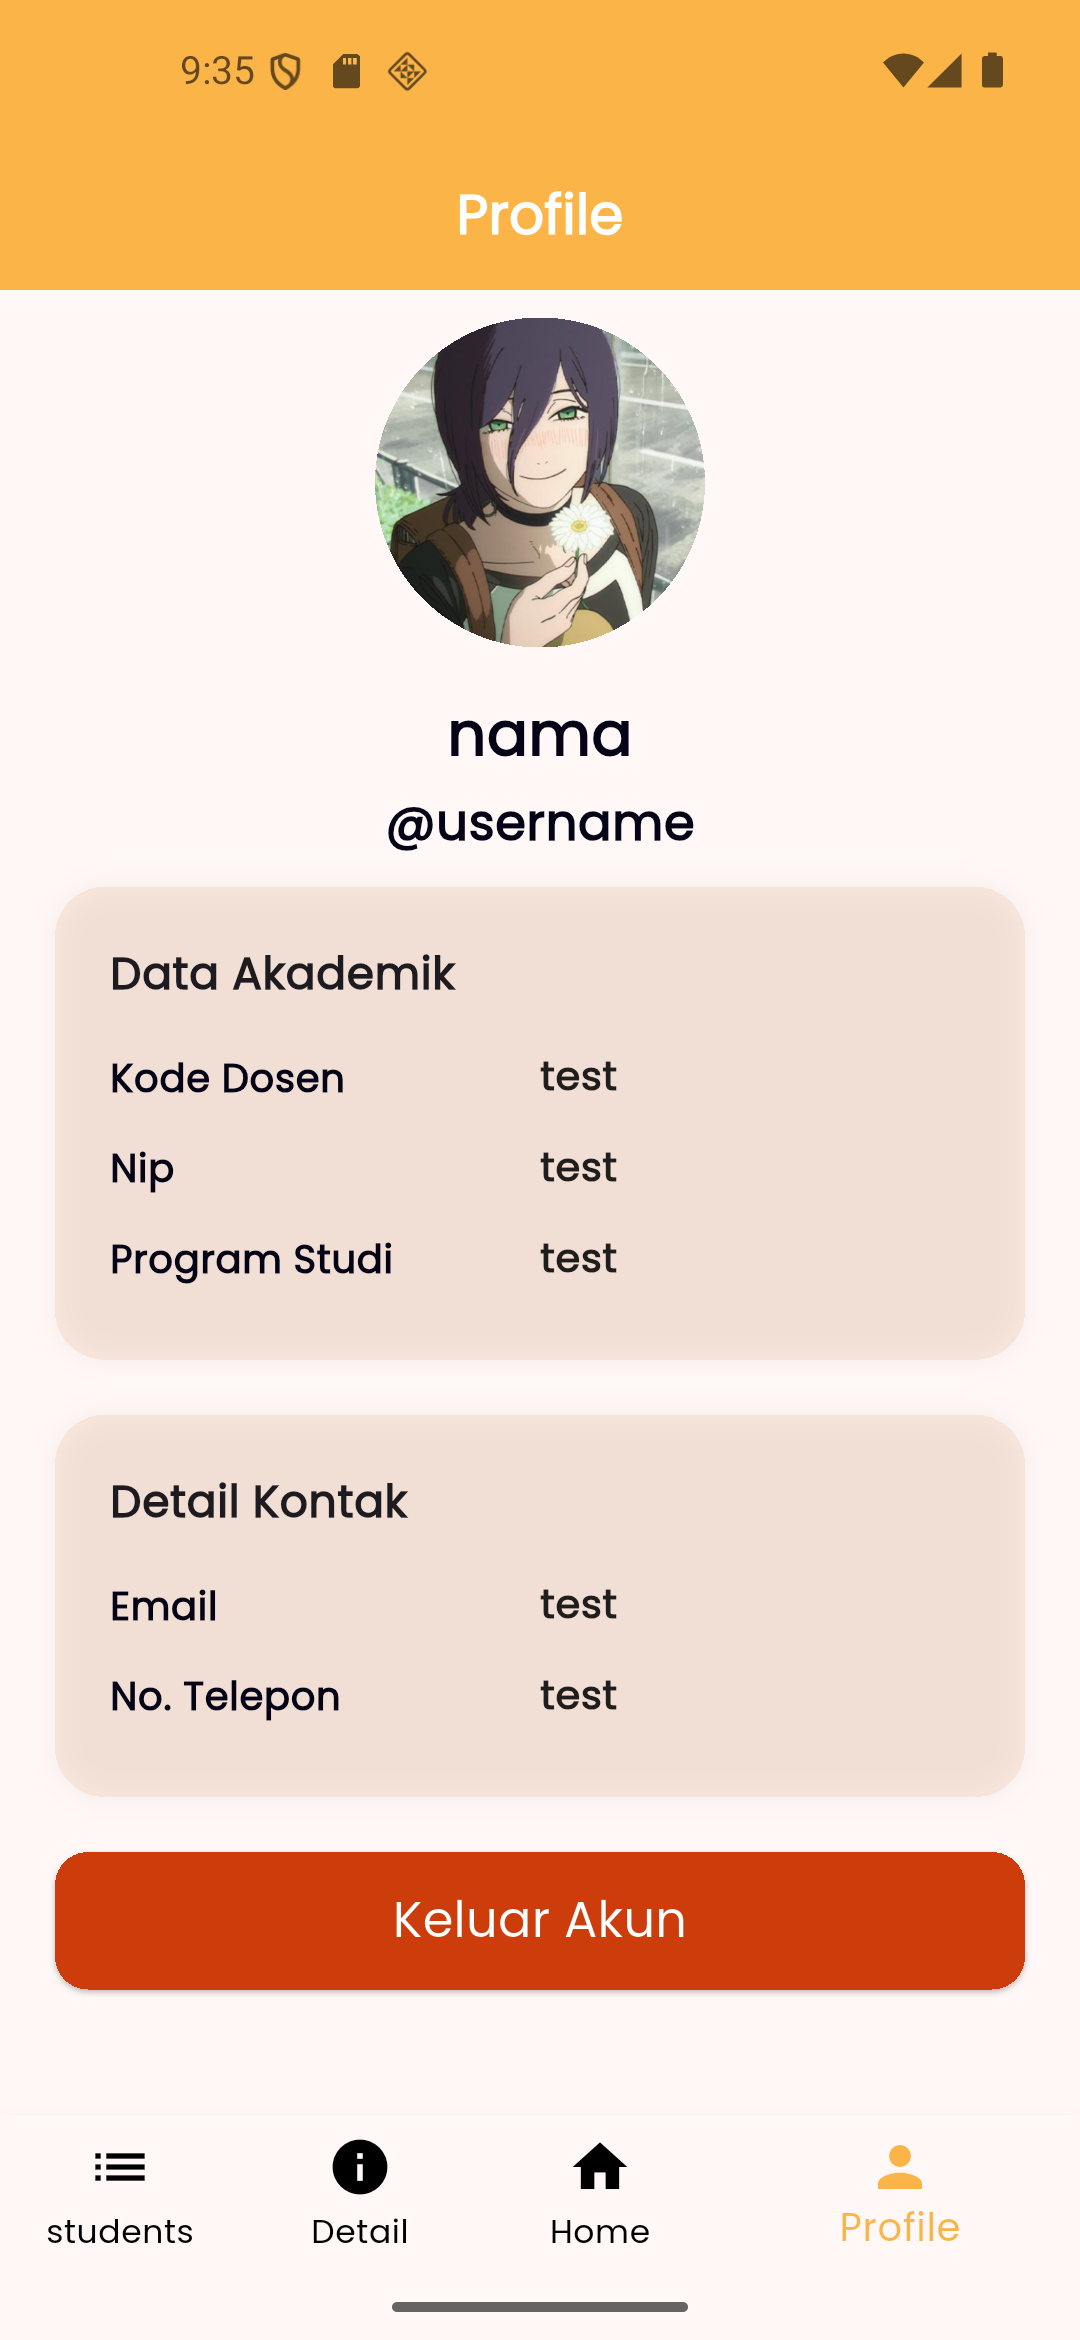 9:35
Profile
nama
@username
Data Akademik
Kode Dosen test
Nip test
Program Studi test
Detail Kontak
Email test
No. Telepon test
Keluar Akun
students Detail Home Profile